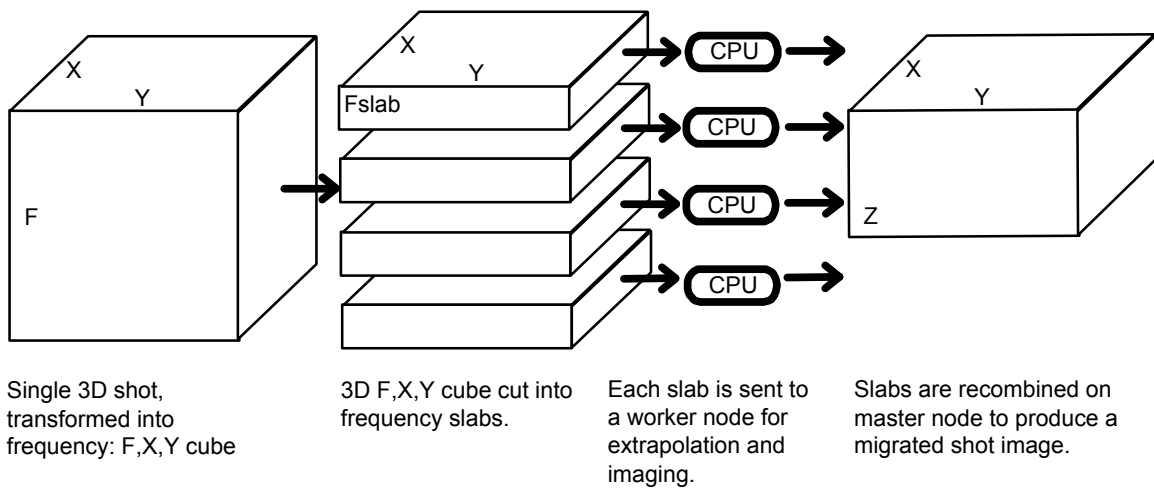 X
Y
F
X
Y
Fslab
CPU
CPU
CPU
CPU
X
Y
Z
Single 3D shot,
transformed into
frequency: F,X,Y cube
3D F,X,Y cube cut into
frequency slabs.
Each slab is sent to
a worker node for
extrapolation and
imaging.
Slabs are recombined on
master node to produce a
migrated shot image.